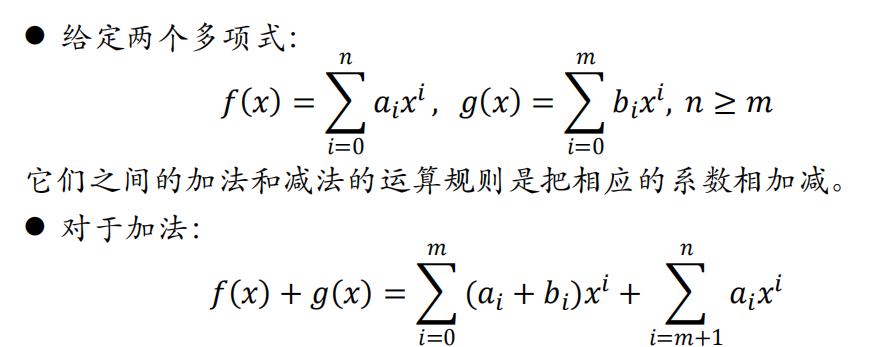 ● 给定两个多项式:
f(x) = ∑_{i=0}^{n} a_i x^i , g(x) = ∑_{i=0}^{m} b_i x^i, n ≥ m
它们之间的加法和减法的运算规则是把相应的系数相加减。
● 对于加法:
f(x) + g(x) = ∑_{i=0}^{m} (a_i + b_i)x^i + ∑_{i=m+1}^{n} a_i x^i